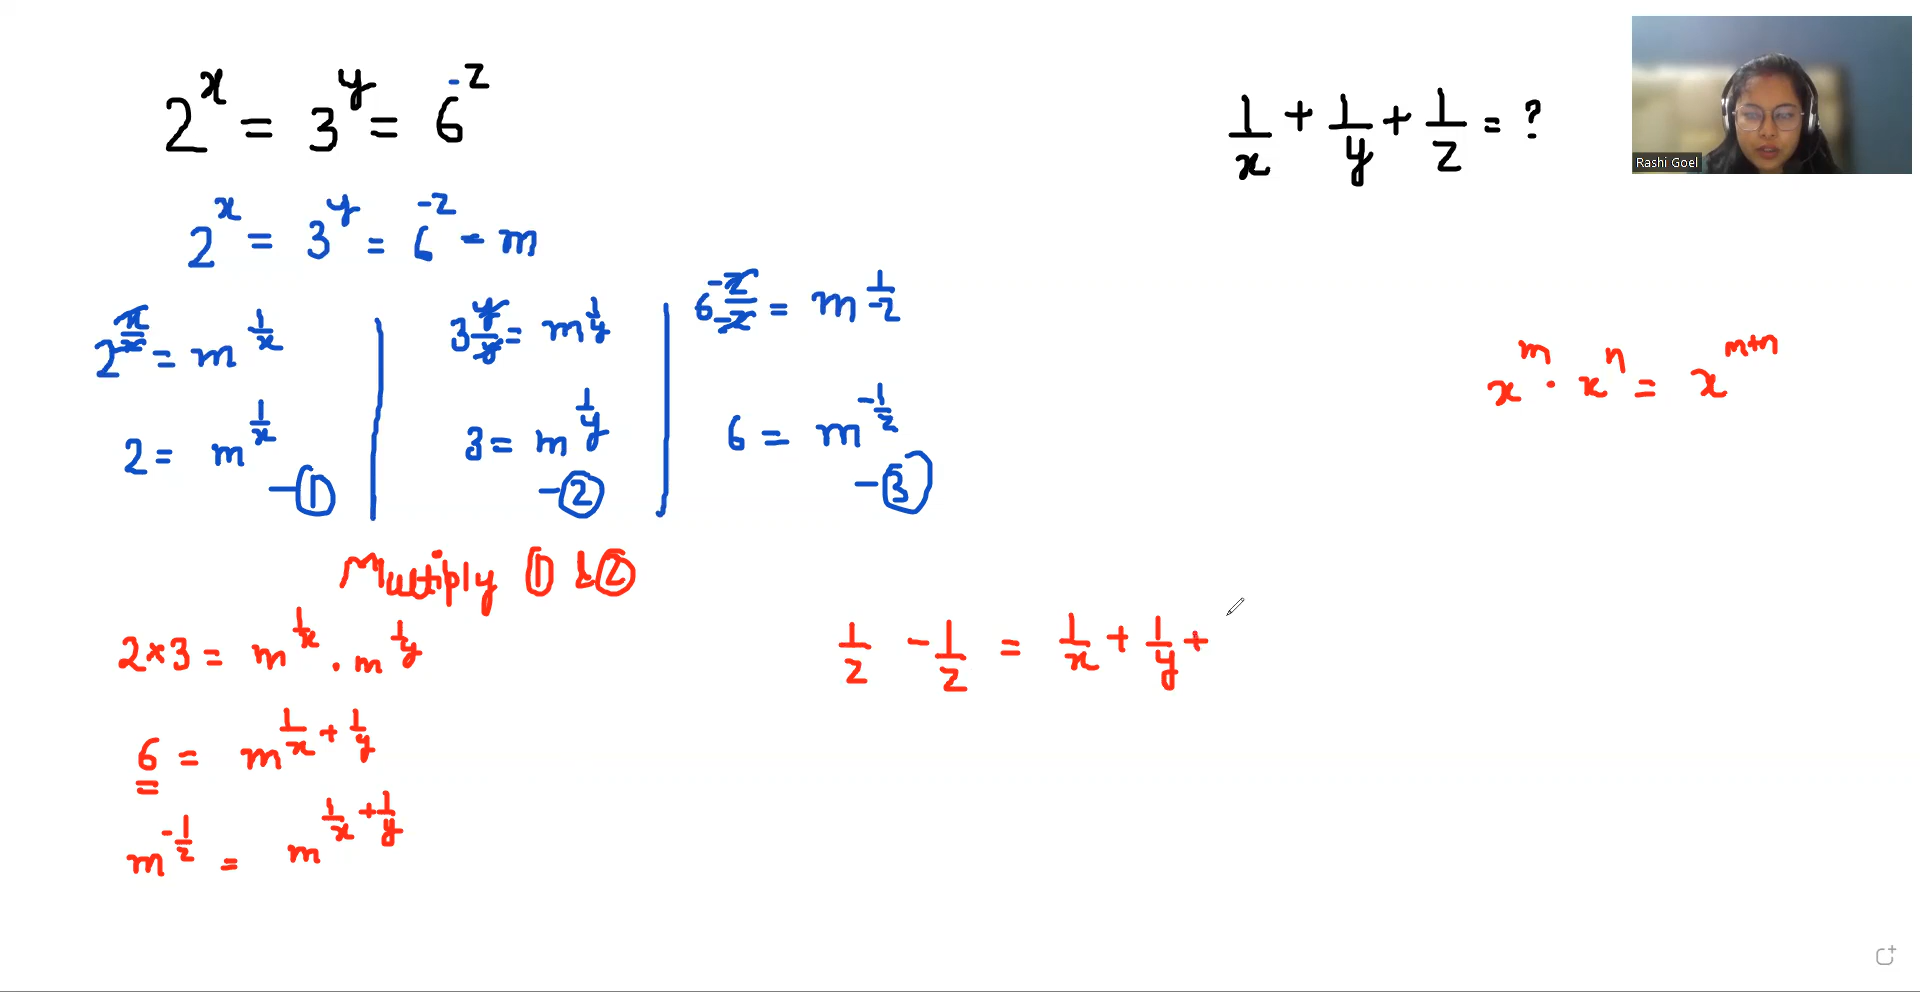 2^x = 3^y = 6^-z
1/x + 1/y + 1/z = ?
Rashi Goel
2^x = 3^y = 6^-z = m
2^x/x = m^1/x
3^y/y = m^1/y
6^-z/-z = m^1/-z
x^m · x^n = x^m+n
2 = m^1/x -①
3 = m^1/y -②
6 = m^-1/z -③
Multiply ① & ②
2×3 = m^1/x . m^1/y
1/z - 1/z = 1/x + 1/y +
6 = m^1/x + 1/y
m^-1/z = m^1/x + 1/y